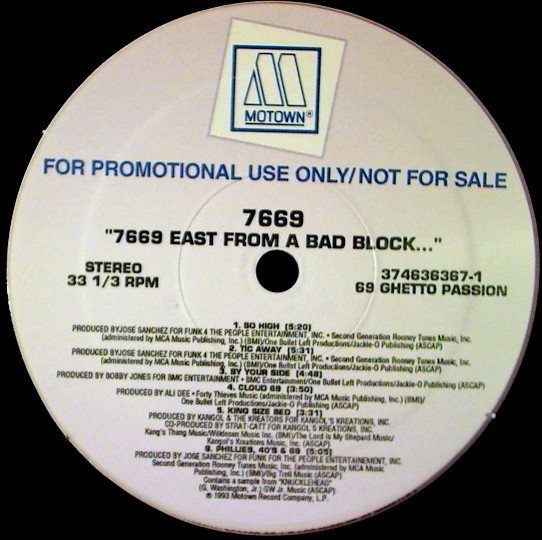 MOTOWN®
FOR PROMOTIONAL USE ONLY/NOT FOR SALE
7669
"7669 EAST FROM A BAD BLOCK..."
STEREO
33 1/3 RPM
374636367-1
69 GHETTO PASSION
1. SO HIGH (5:20)
PRODUCED BY JOSE SANCHEZ FOR FUNK 4 THE PEOPLE ENTERTAINMENT, INC. • Second Generation Rooney Tunes Music, Inc.
(administered by MCA Music Publishing, Inc.) (BMI)/One Bullet Left Productions/Jackie-O Publishing (ASCAP)
2. TIC AWAY (5:31)
PRODUCED BY JOSE SANCHEZ FOR FUNK 4 THE PEOPLE ENTERTAINMENT, INC. • Second Generation Rooney Tunes Music, Inc.
(administered by MCA Music Publishing, Inc.) (BMI)/One Bullet Left Productions/Jackie-O Publishing (ASCAP)
3. BY YOUR SIDE (4:48)
PRODUCED BY BOBBY JONES FOR BMC ENTERTAINMENT • BMC Entertainment/One Bullet Left Productions/Jackie-O Publishing (ASCAP)
4. CLOUD 69 (3:50)
PRODUCED BY ALI DEE • Forty Thieves Music (administered by MCA Music Publishing, Inc.) (BMI)/
One Bullet Left Productions/Jackie-O Publishing (ASCAP)
5. KING SIZE BED (3:31)
PRODUCED BY KANGOL & THE KREATORS FOR KANGOL'S KREATIONS, INC.
CO-PRODUCED BY STRAT-CATT FOR KANGOL'S KREATIONS, INC.
Kang's Thang Music/Willdesen Music Inc. (BMI)/The Lord Is My Shepard Music/
Kangol's Kreations Music, Inc. (ASCAP)
6. PHILLIES, 40'S & 69 (5:05)
PRODUCED BY JOSE SANCHEZ FOR FUNK FOR THE PEOPLE ENTERTAINEMENT, INC.
Second Generation Rooney Tunes Music, Inc. (administered by MCA Music
Publishing, Inc.) (BMI)/Big Trell Music (ASCAP)
Contains a sample from "KNUCKLEHEAD"
(G. Washington, Jr.) GW Jr. Music (ASCAP)
℗ 1993 Motown Record Company, L.P.